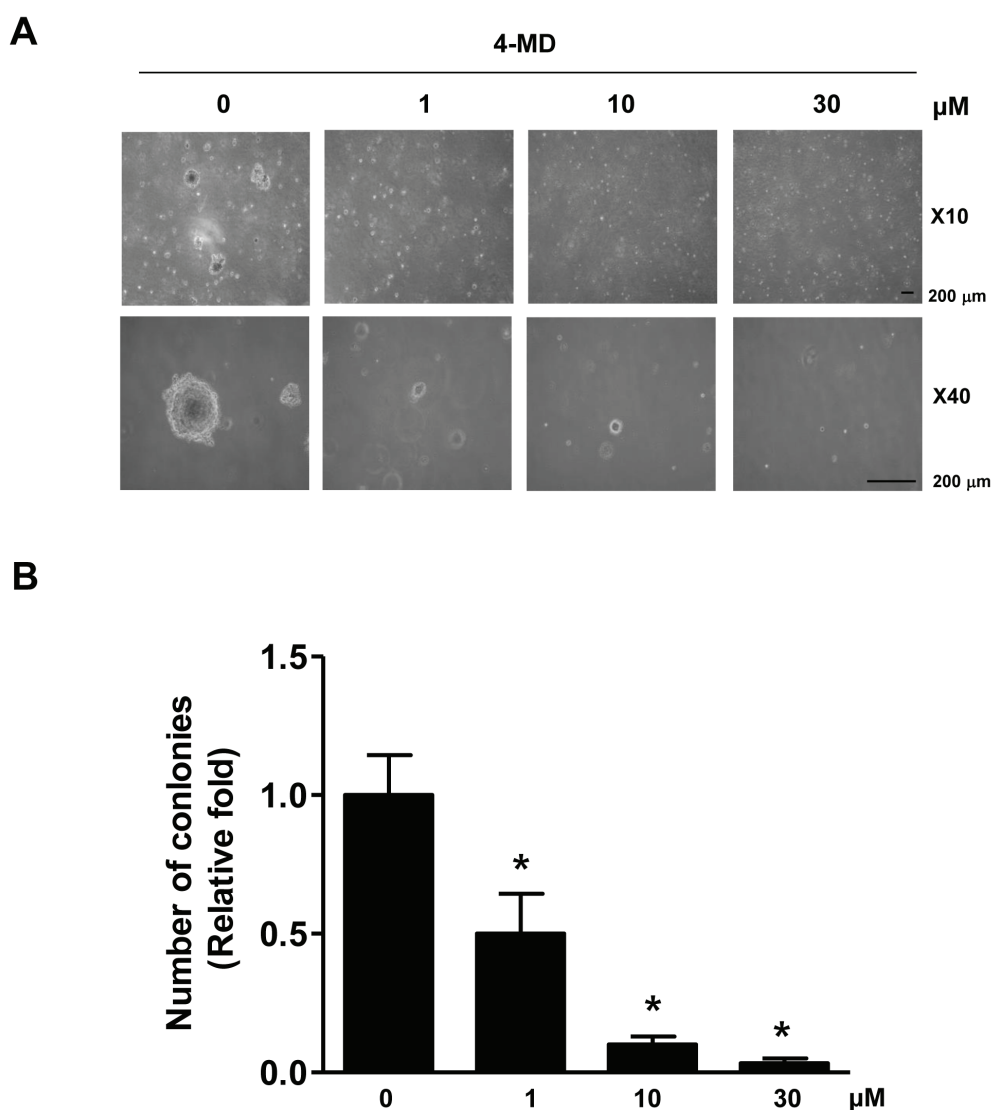 A
4-MD
0 1 10 30 µM
X10
200 µm
X40
200 µm
B
Number of conlonies
(Relative fold)
1.5
1.0
0.5
0.0
*
*
*
0 1 10 30 µM